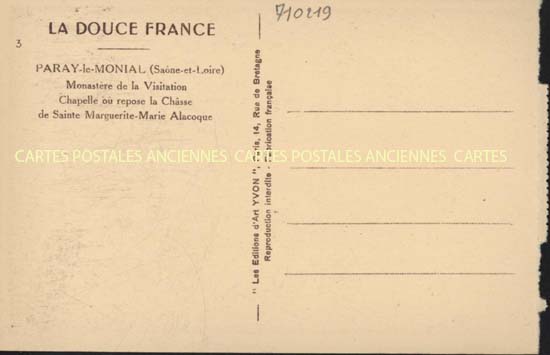 710219
LA DOUCE FRANCE
3
PARAY-le-MONIAL (Saône-et-Loire)
Monastère de la Visitation
Chapelle où repose la Châsse
de Sainte Marguerite-Marie Alacoque
CARTES POSTALES ANCIENNES CARTES POSTALES ANCIENNES CARTES
" Les Editions d'Art YVON ", Paris, 14, Rue de Bretagne
Reproduction interdite - Fabrication française